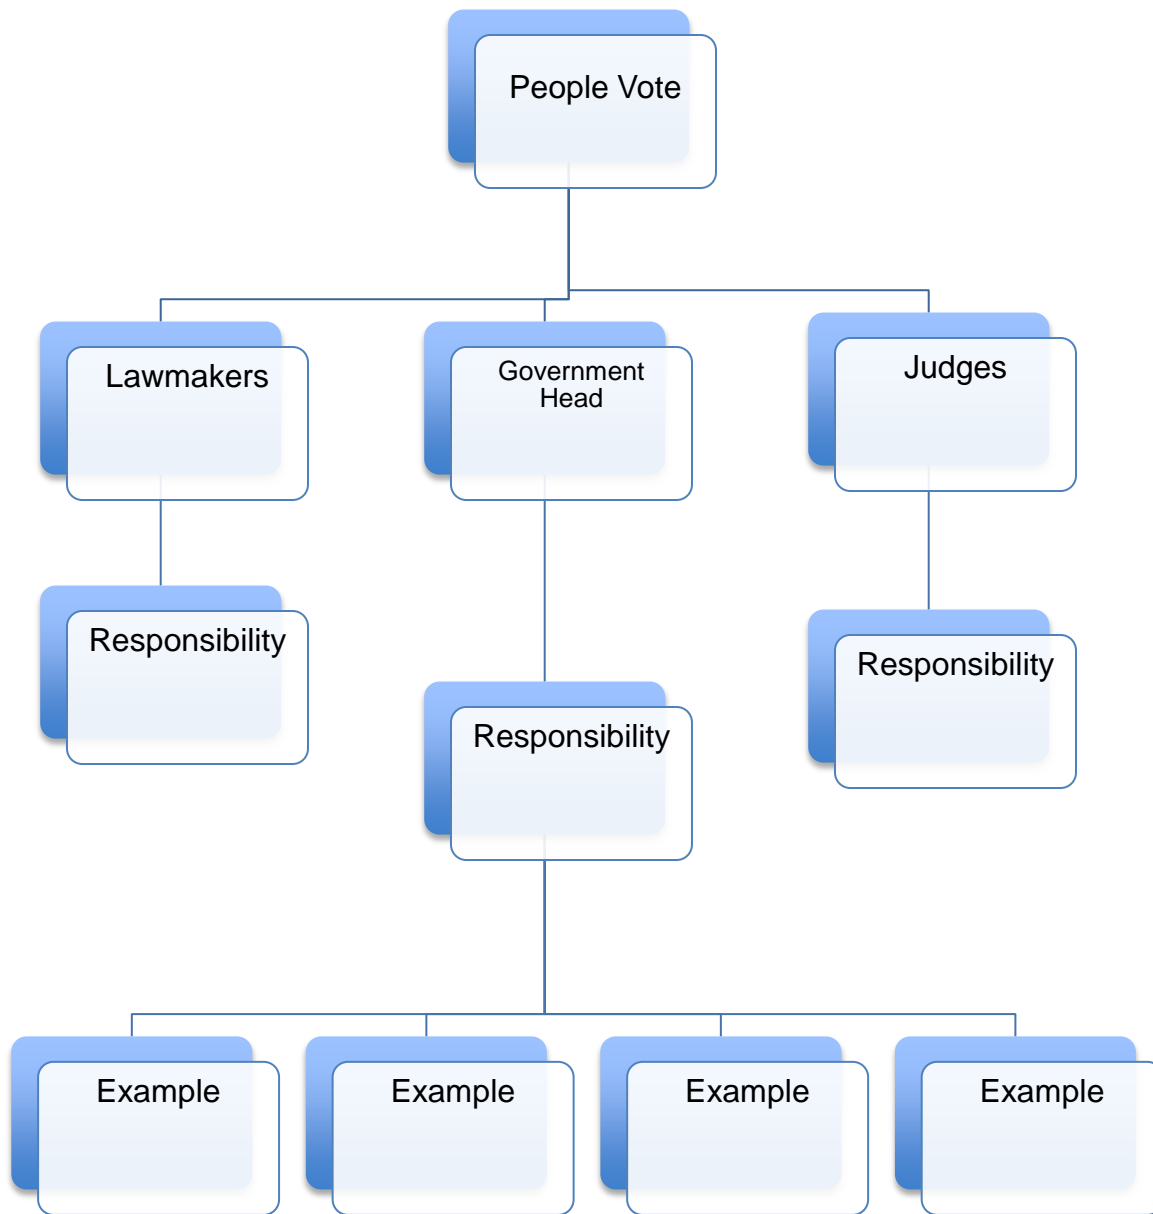 People Vote
Lawmakers
Government
Head
Judges
Responsibility
Responsibility
Responsibility
Example
Example
Example
Example